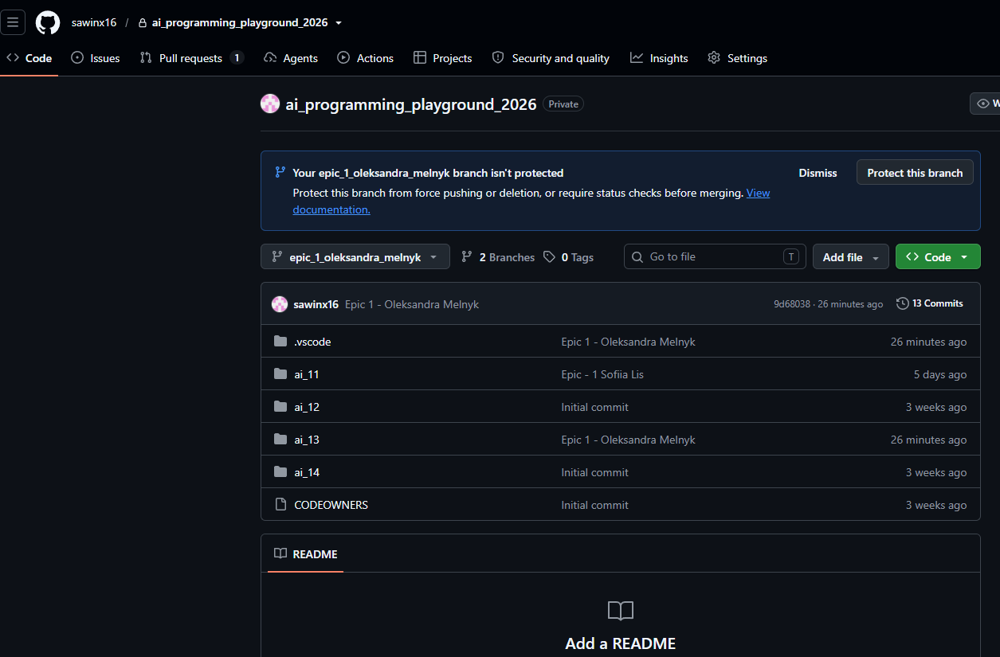 sawinx16 / ai_programming_playground_2026
Code Issues Pull requests 1 Agents Actions Projects Security and quality Insights Settings
ai_programming_playground_2026 Private
Your epic_1_oleksandra_melnyk branch isn't protected Dismiss Protect this branch
Protect this branch from force pushing or deletion, or require status checks before merging. View
documentation.
epic_1_oleksandra_melnyk 2 Branches 0 Tags Go to file T Add file Code
sawinx16 Epic 1 - Oleksandra Melnyk 9d68038 · 26 minutes ago 13 Commits
.vscode Epic 1 - Oleksandra Melnyk 26 minutes ago
ai_11 Epic - 1 Sofiia Lis 5 days ago
ai_12 Initial commit 3 weeks ago
ai_13 Epic 1 - Oleksandra Melnyk 26 minutes ago
ai_14 Initial commit 3 weeks ago
CODEOWNERS Initial commit 3 weeks ago
README
Add a README